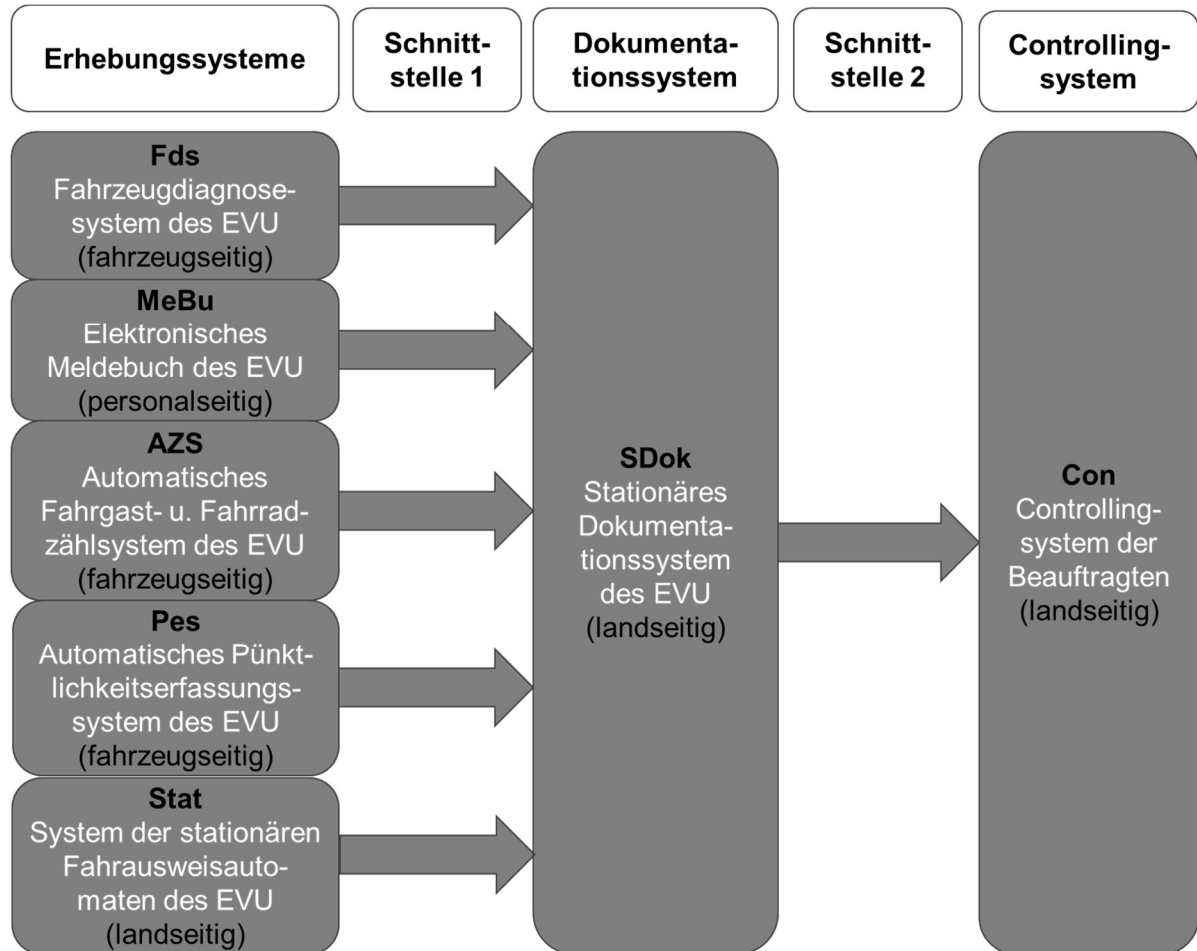 Erhebungssysteme
Schnitt-
stelle 1
Dokumenta-
tionssystem
Schnitt-
stelle 2
Controlling-
system
Fds
Fahrzeugdiagnose-
system des EVU
(fahrzeugseitig)
MeBu
Elektronisches
Meldebuch des EVU
(personalseitig)
AZS
Automatisches
Fahrgast- u. Fahrrad-
zählsystem des EVU
(fahrzeugseitig)
Pes
Automatisches Pünkt-
lichkeitserfassungs-
system des EVU
(fahrzeugseitig)
Stat
System der stationären
Fahrausweisauto-
maten des EVU
(landseitig)
SDok
Stationäres
Dokumenta-
tionssystem
des EVU
(landseitig)
Con
Controlling-
system der
Beauftragten
(landseitig)